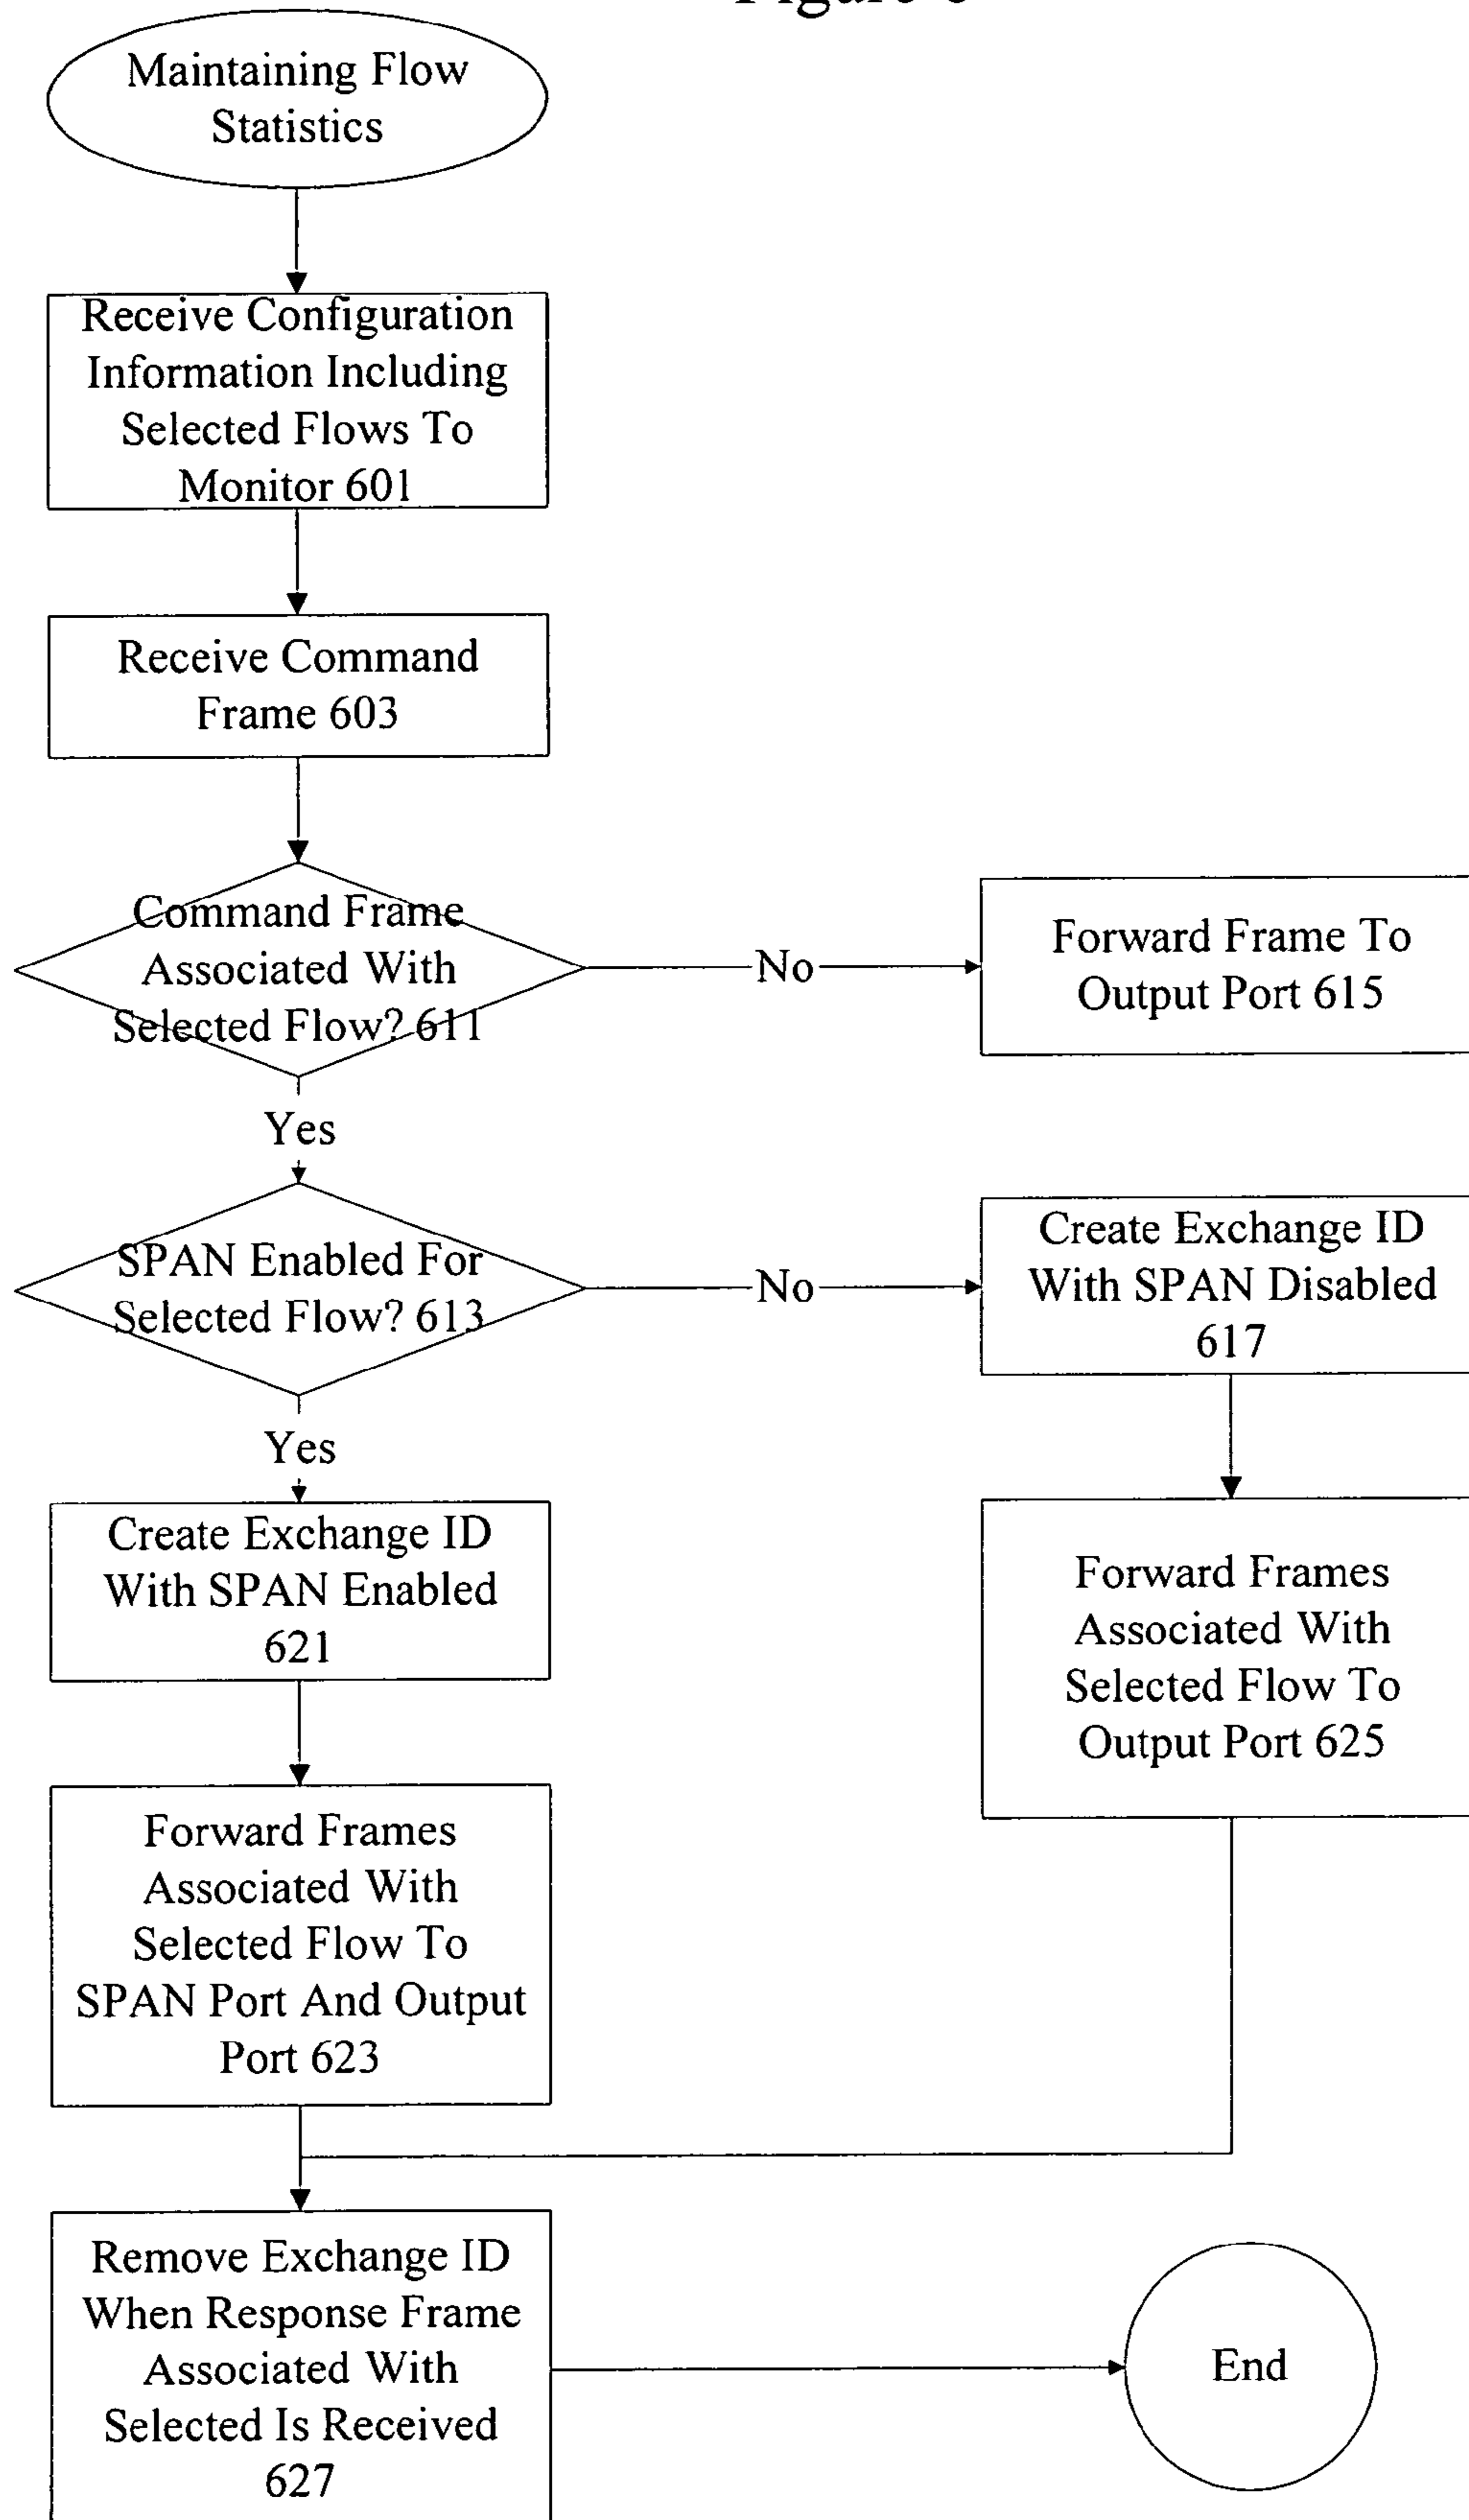 Maintaining Flow
Statistics
Receive Configuration
Information Including
Selected Flows To
Monitor 601
Receive Command
Frame 603
Command Frame
Associated With
Selected Flow? 611
No
Forward Frame To
Output Port 615
Yes
SPAN Enabled For
Selected Flow? 613
No
Create Exchange ID
With SPAN Disabled
617
Yes
Create Exchange ID
With SPAN Enabled
621
Forward Frames
Associated With
Selected Flow To
Output Port 625
Forward Frames
Associated With
Selected Flow To
SPAN Port And Output
Port 623
Remove Exchange ID
When Response Frame
Associated With
Selected Is Received
627
End